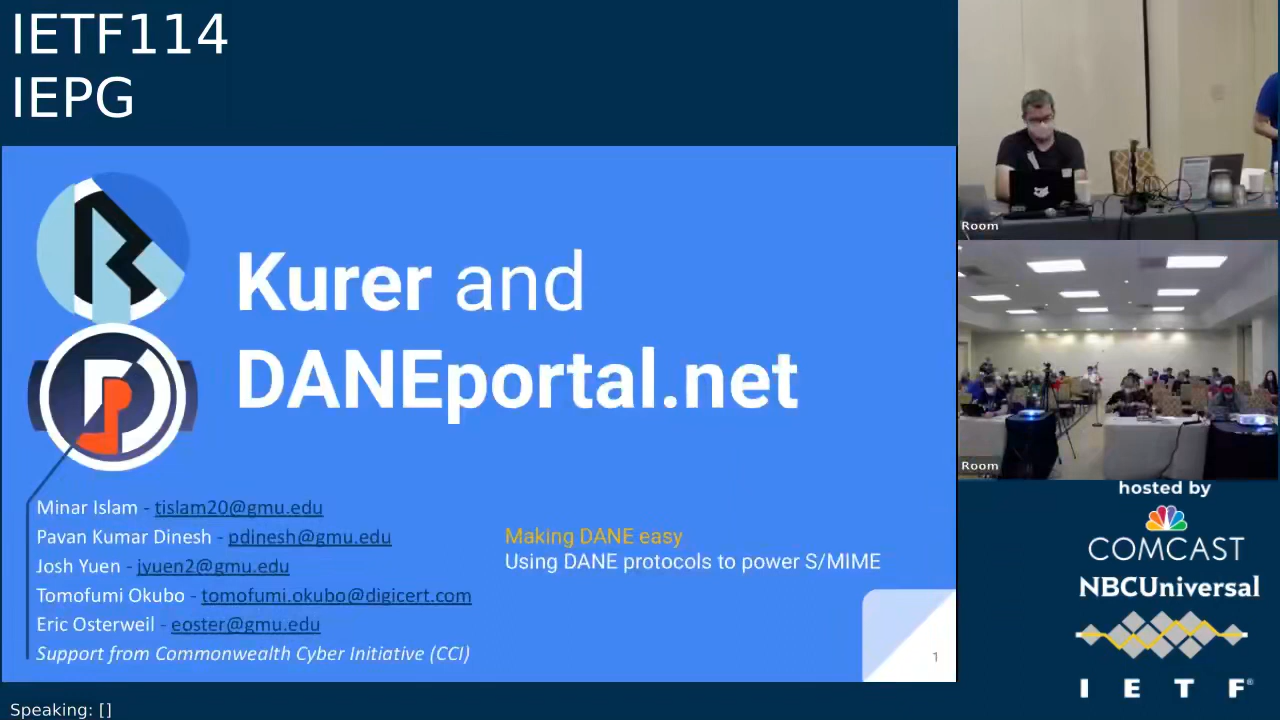 IETF114
IEPG
Kurer and
DANEportal.net
Minar Islam - tislam20@gmu.edu
Pavan Kumar Dinesh - pdinesh@gmu.edu
Josh Yuen - jyuen2@gmu.edu
Tomofumi Okubo - tomofumi.okubo@digicert.com
Eric Osterweil - eoster@gmu.edu
Support from Commonwealth Cyber Initiative (CCI)
Making DANE easy
Using DANE protocols to power S/MIME
1
Room
Room
hosted by
COMCAST
NBCUniversal
I E T F®
Speaking: []